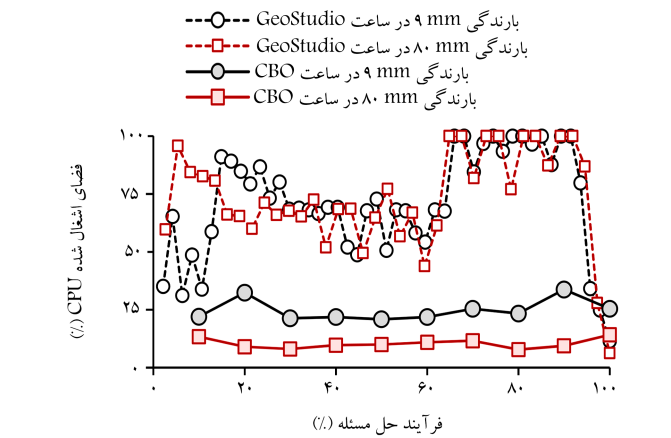 بارندگی ۹ mm در ساعت GeoStudio
بارندگی ۸۰ mm در ساعت GeoStudio
بارندگی ۹ mm در ساعت CBO
بارندگی ۸۰ mm در ساعت CBO
۱۰۰
۷۵
۵۰
۲۵
۰
فضای اشغال شده CPU (٪)
۰ ۲۰ ۴۰ ۶۰ ۸۰ ۱۰۰
فرآیند حل مسئله (٪)